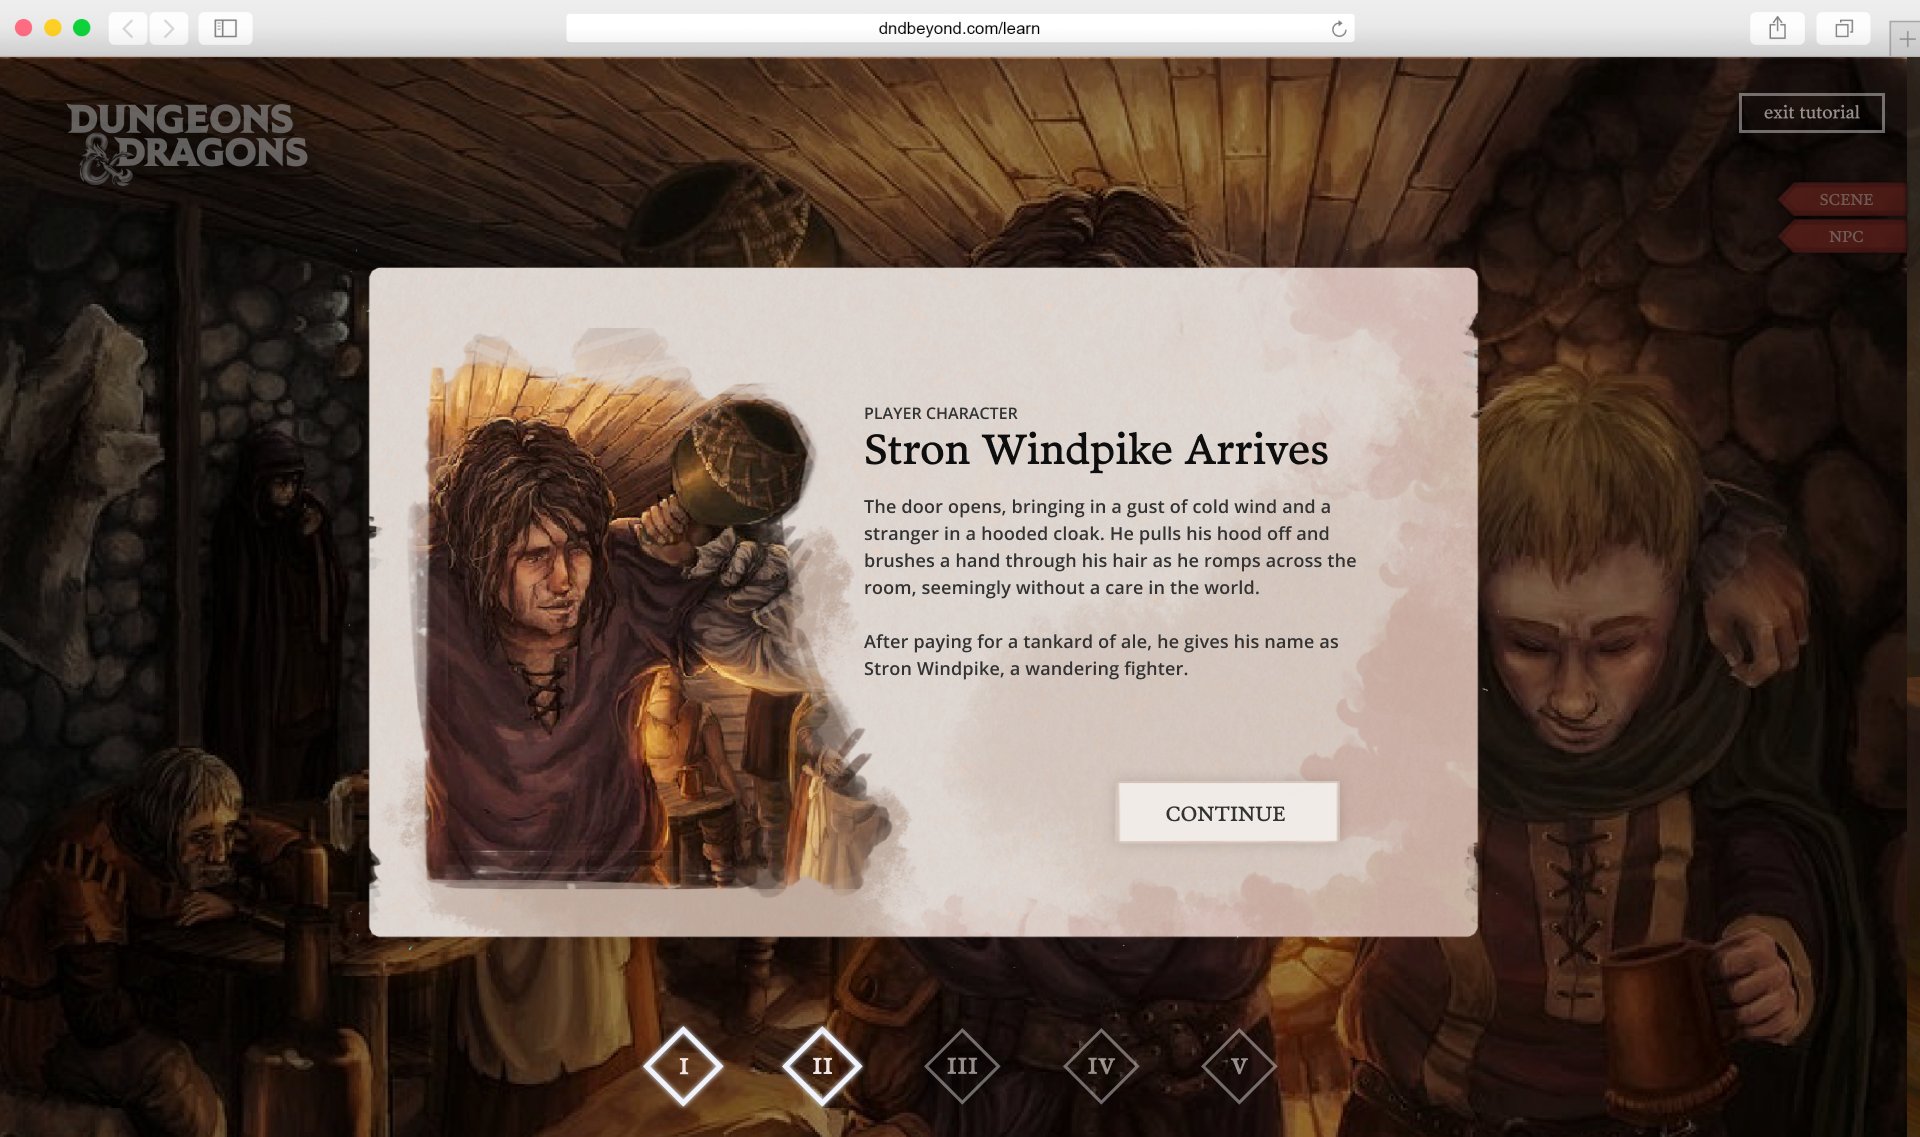 dndbeyond.com/learn
DUNGEONS
& DRAGONS
exit tutorial
SCENE
NPC
PLAYER CHARACTER
Stron Windpike Arrives
The door opens, bringing in a gust of cold wind and a
stranger in a hooded cloak. He pulls his hood off and
brushes a hand through his hair as he romps across the
room, seemingly without a care in the world.
After paying for a tankard of ale, he gives his name as
Stron Windpike, a wandering fighter.
CONTINUE
I II III IV V